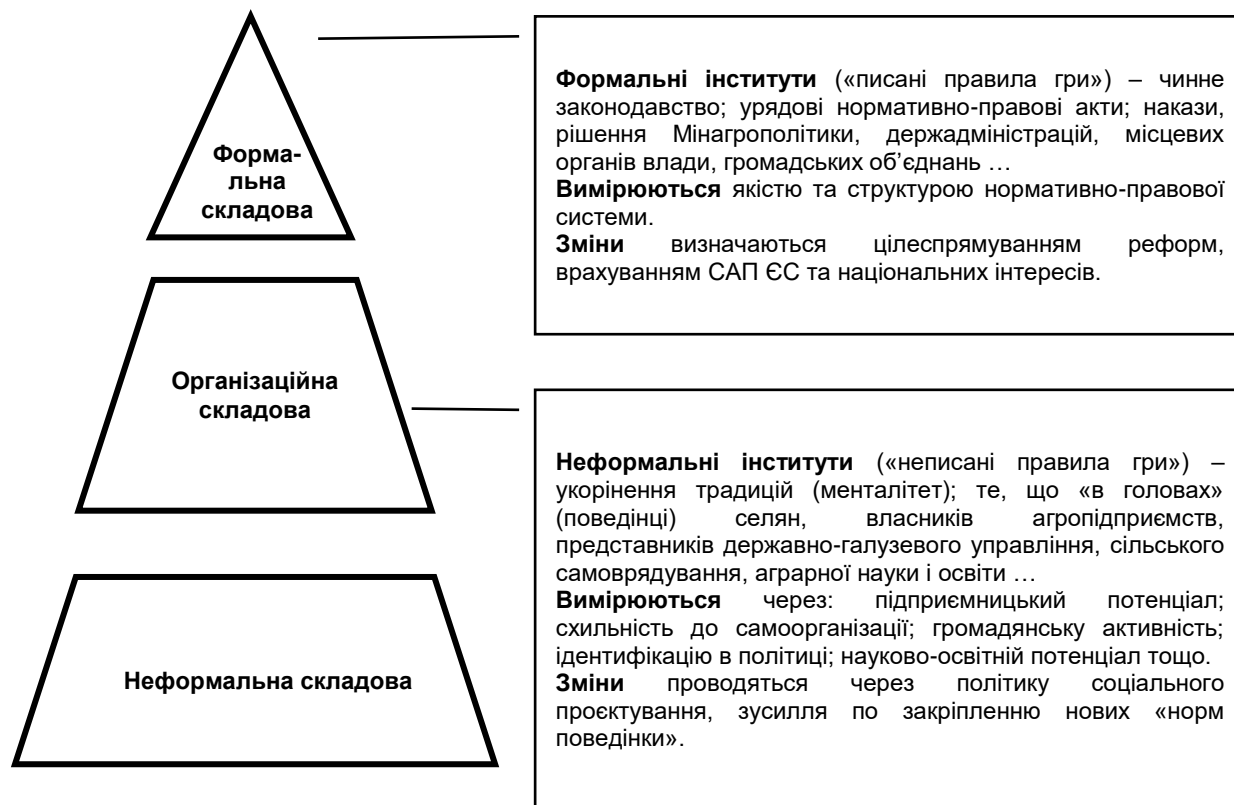 Форма-
льна
складова
Формальні інститути («писані правила гри») – чинне
законодавство; урядові нормативно-правові акти; накази,
рішення Мінагрополітики, держадміністрацій, місцевих
органів влади, громадських об’єднань …
Вимірюються якістю та структурою нормативно-правової
системи.
Зміни визначаються цілеспрямуванням реформ,
врахуванням САП ЄС та національних інтересів.
Організаційна
складова
Неформальні інститути («неписані правила гри») –
укорінення традицій (менталітет); те, що «в головах»
(поведінці) селян, власників агропідприємств,
представників державно-галузевого управління, сільського
самоврядування, аграрної науки і освіти …
Вимірюються через: підприємницький потенціал;
схильність до самоорганізації; громадянську активність;
ідентифікацію в політиці; науково-освітній потенціал тощо.
Зміни проводяться через політику соціального
проєктування, зусилля по закріпленню нових «норм
поведінки».
Неформальна складова